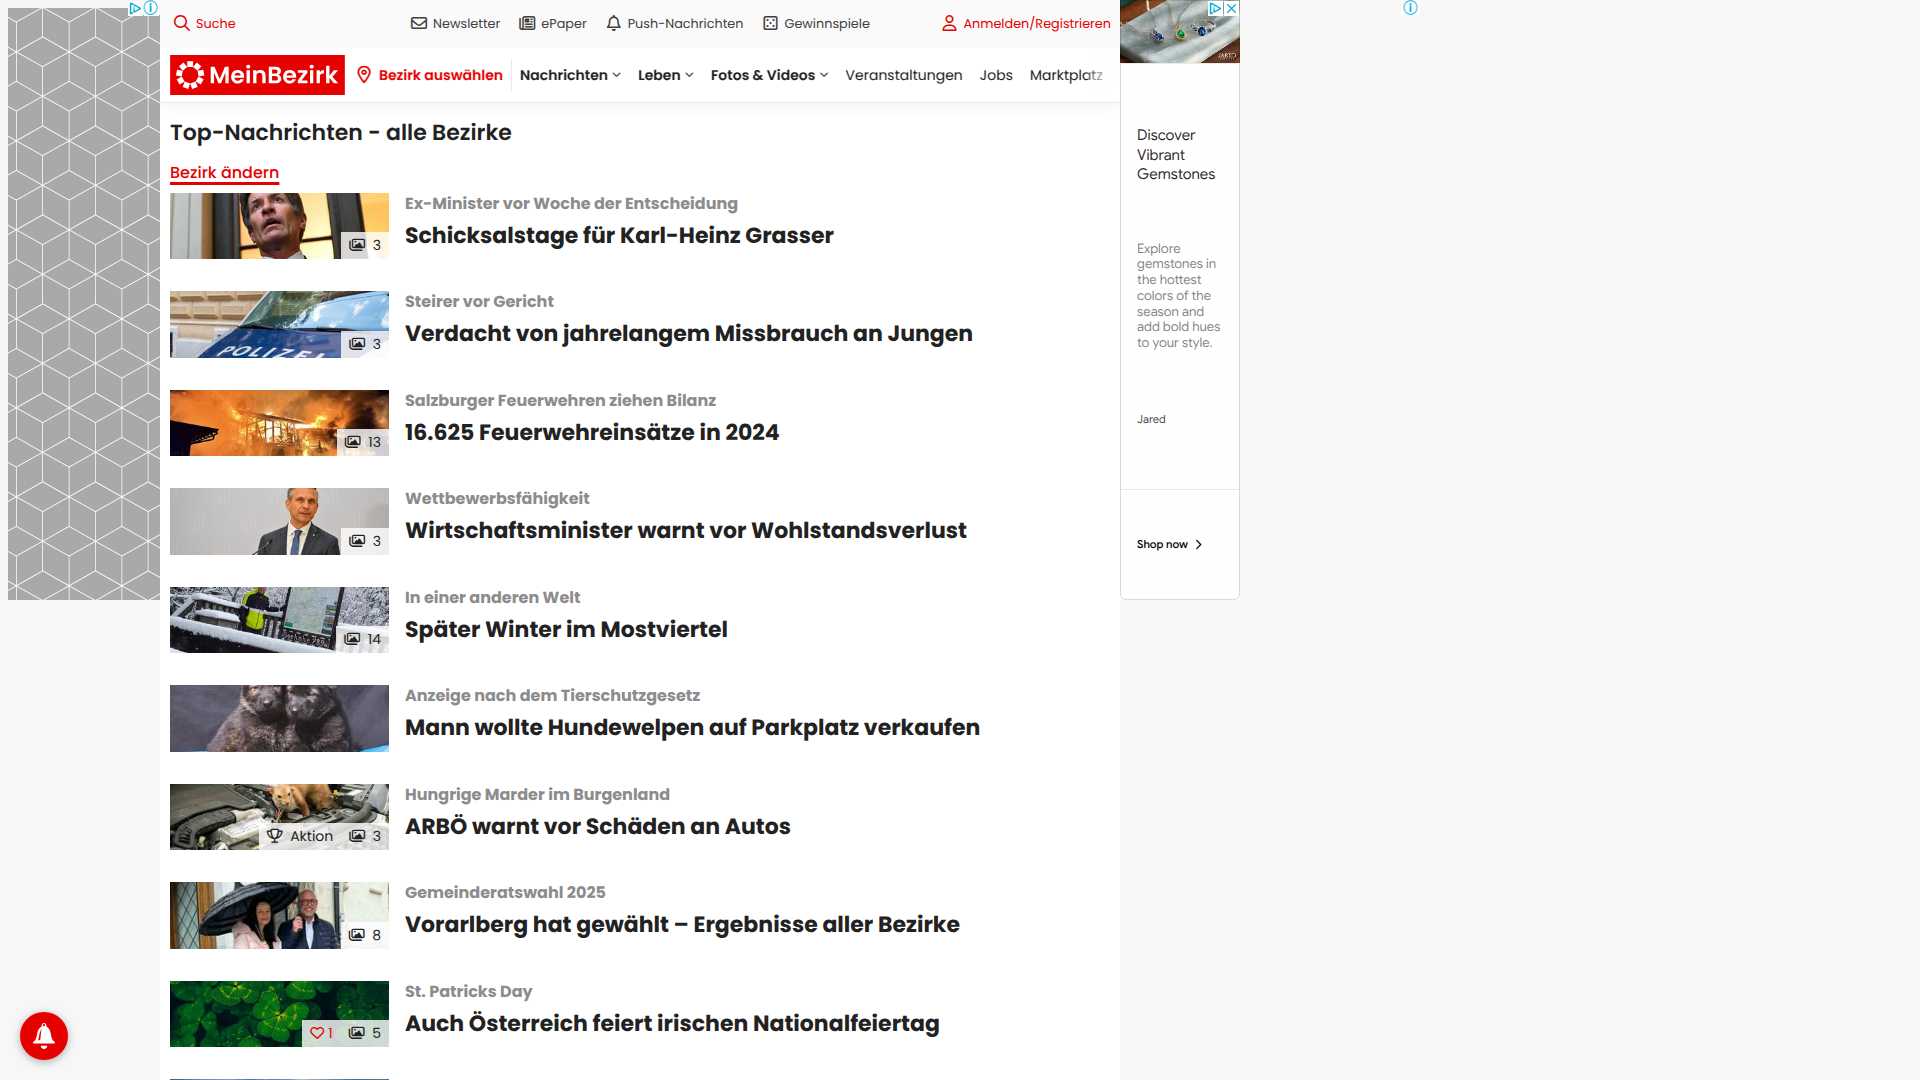 Suche
Newsletter
ePaper
Push-Nachrichten
Gewinnspiele
Anmelden/Registrieren
MeinBezirk
Bezirk auswählen
Nachrichten
Leben
Fotos & Videos
Veranstaltungen
Jobs
Marktplatz
Top-Nachrichten - alle Bezirke
Bezirk ändern
3
Ex-Minister vor Woche der Entscheidung
Schicksalstage für Karl-Heinz Grasser
POLIZEI
3
Steirer vor Gericht
Verdacht von jahrelangem Missbrauch an Jungen
13
Salzburger Feuerwehren ziehen Bilanz
16.625 Feuerwehreinsätze in 2024
3
Wettbewerbsfähigkeit
Wirtschaftsminister warnt vor Wohlstandsverlust
14
In einer anderen Welt
Später Winter im Mostviertel
Anzeige nach dem Tierschutzgesetz
Mann wollte Hundewelpen auf Parkplatz verkaufen
Aktion
3
Hungrige Marder im Burgenland
ARBÖ warnt vor Schäden an Autos
8
Gemeinderatswahl 2025
Vorarlberg hat gewählt – Ergebnisse aller Bezirke
1
5
St. Patricks Day
Auch Österreich feiert irischen Nationalfeiertag
JARED
Discover
Vibrant
Gemstones
Explore
gemstones in
the hottest
colors of the
season and
add bold hues
to your style.
Jared
Shop now